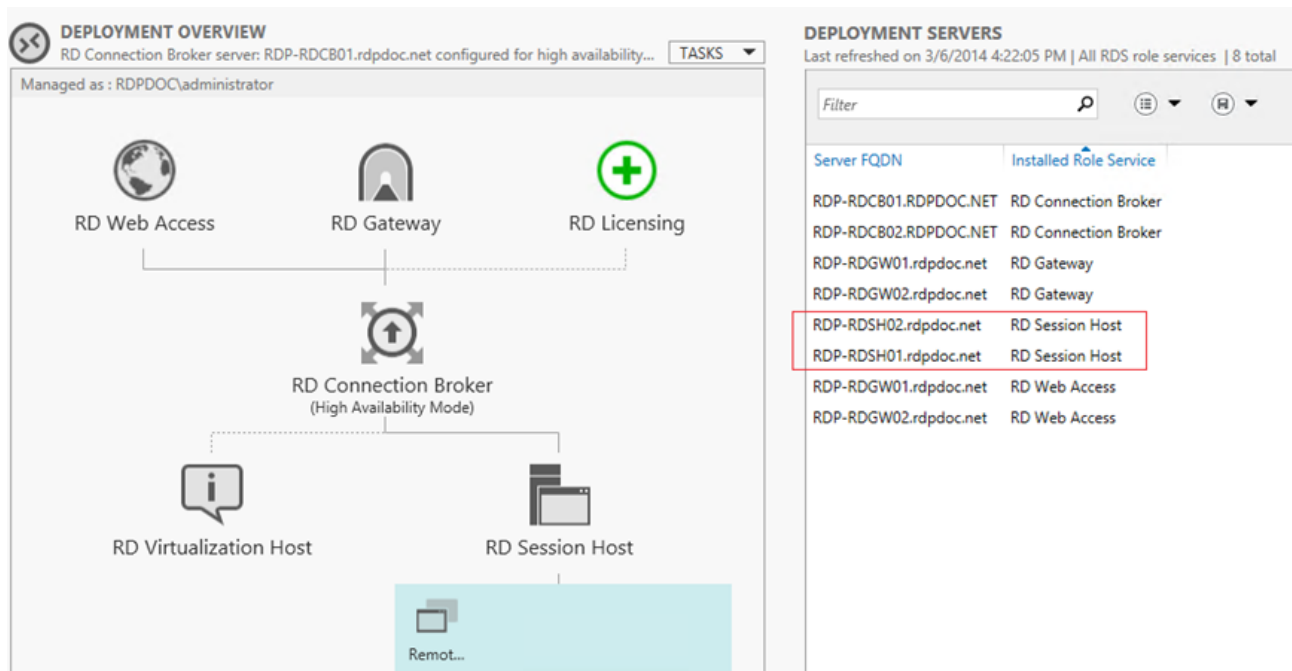 DEPLOYMENT OVERVIEW
RD Connection Broker server: RDP-RDCB01.rdpdoc.net configured for high availability...
TASKS
Managed as : RDPDOC\administrator
RD Web Access
RD Gateway
RD Licensing
RD Connection Broker
(High Availability Mode)
RD Virtualization Host
RD Session Host
Remot...
DEPLOYMENT SERVERS
Last refreshed on 3/6/2014 4:22:05 PM | All RDS role services | 8 total
Filter
Server FQDN Installed Role Service
RDP-RDCB01.RDPDOC.NET RD Connection Broker
RDP-RDCB02.RDPDOC.NET RD Connection Broker
RDP-RDGW01.rdpdoc.net RD Gateway
RDP-RDGW02.rdpdoc.net RD Gateway
RDP-RDSH02.rdpdoc.net RD Session Host
RDP-RDSH01.rdpdoc.net RD Session Host
RDP-RDGW01.rdpdoc.net RD Web Access
RDP-RDGW02.rdpdoc.net RD Web Access